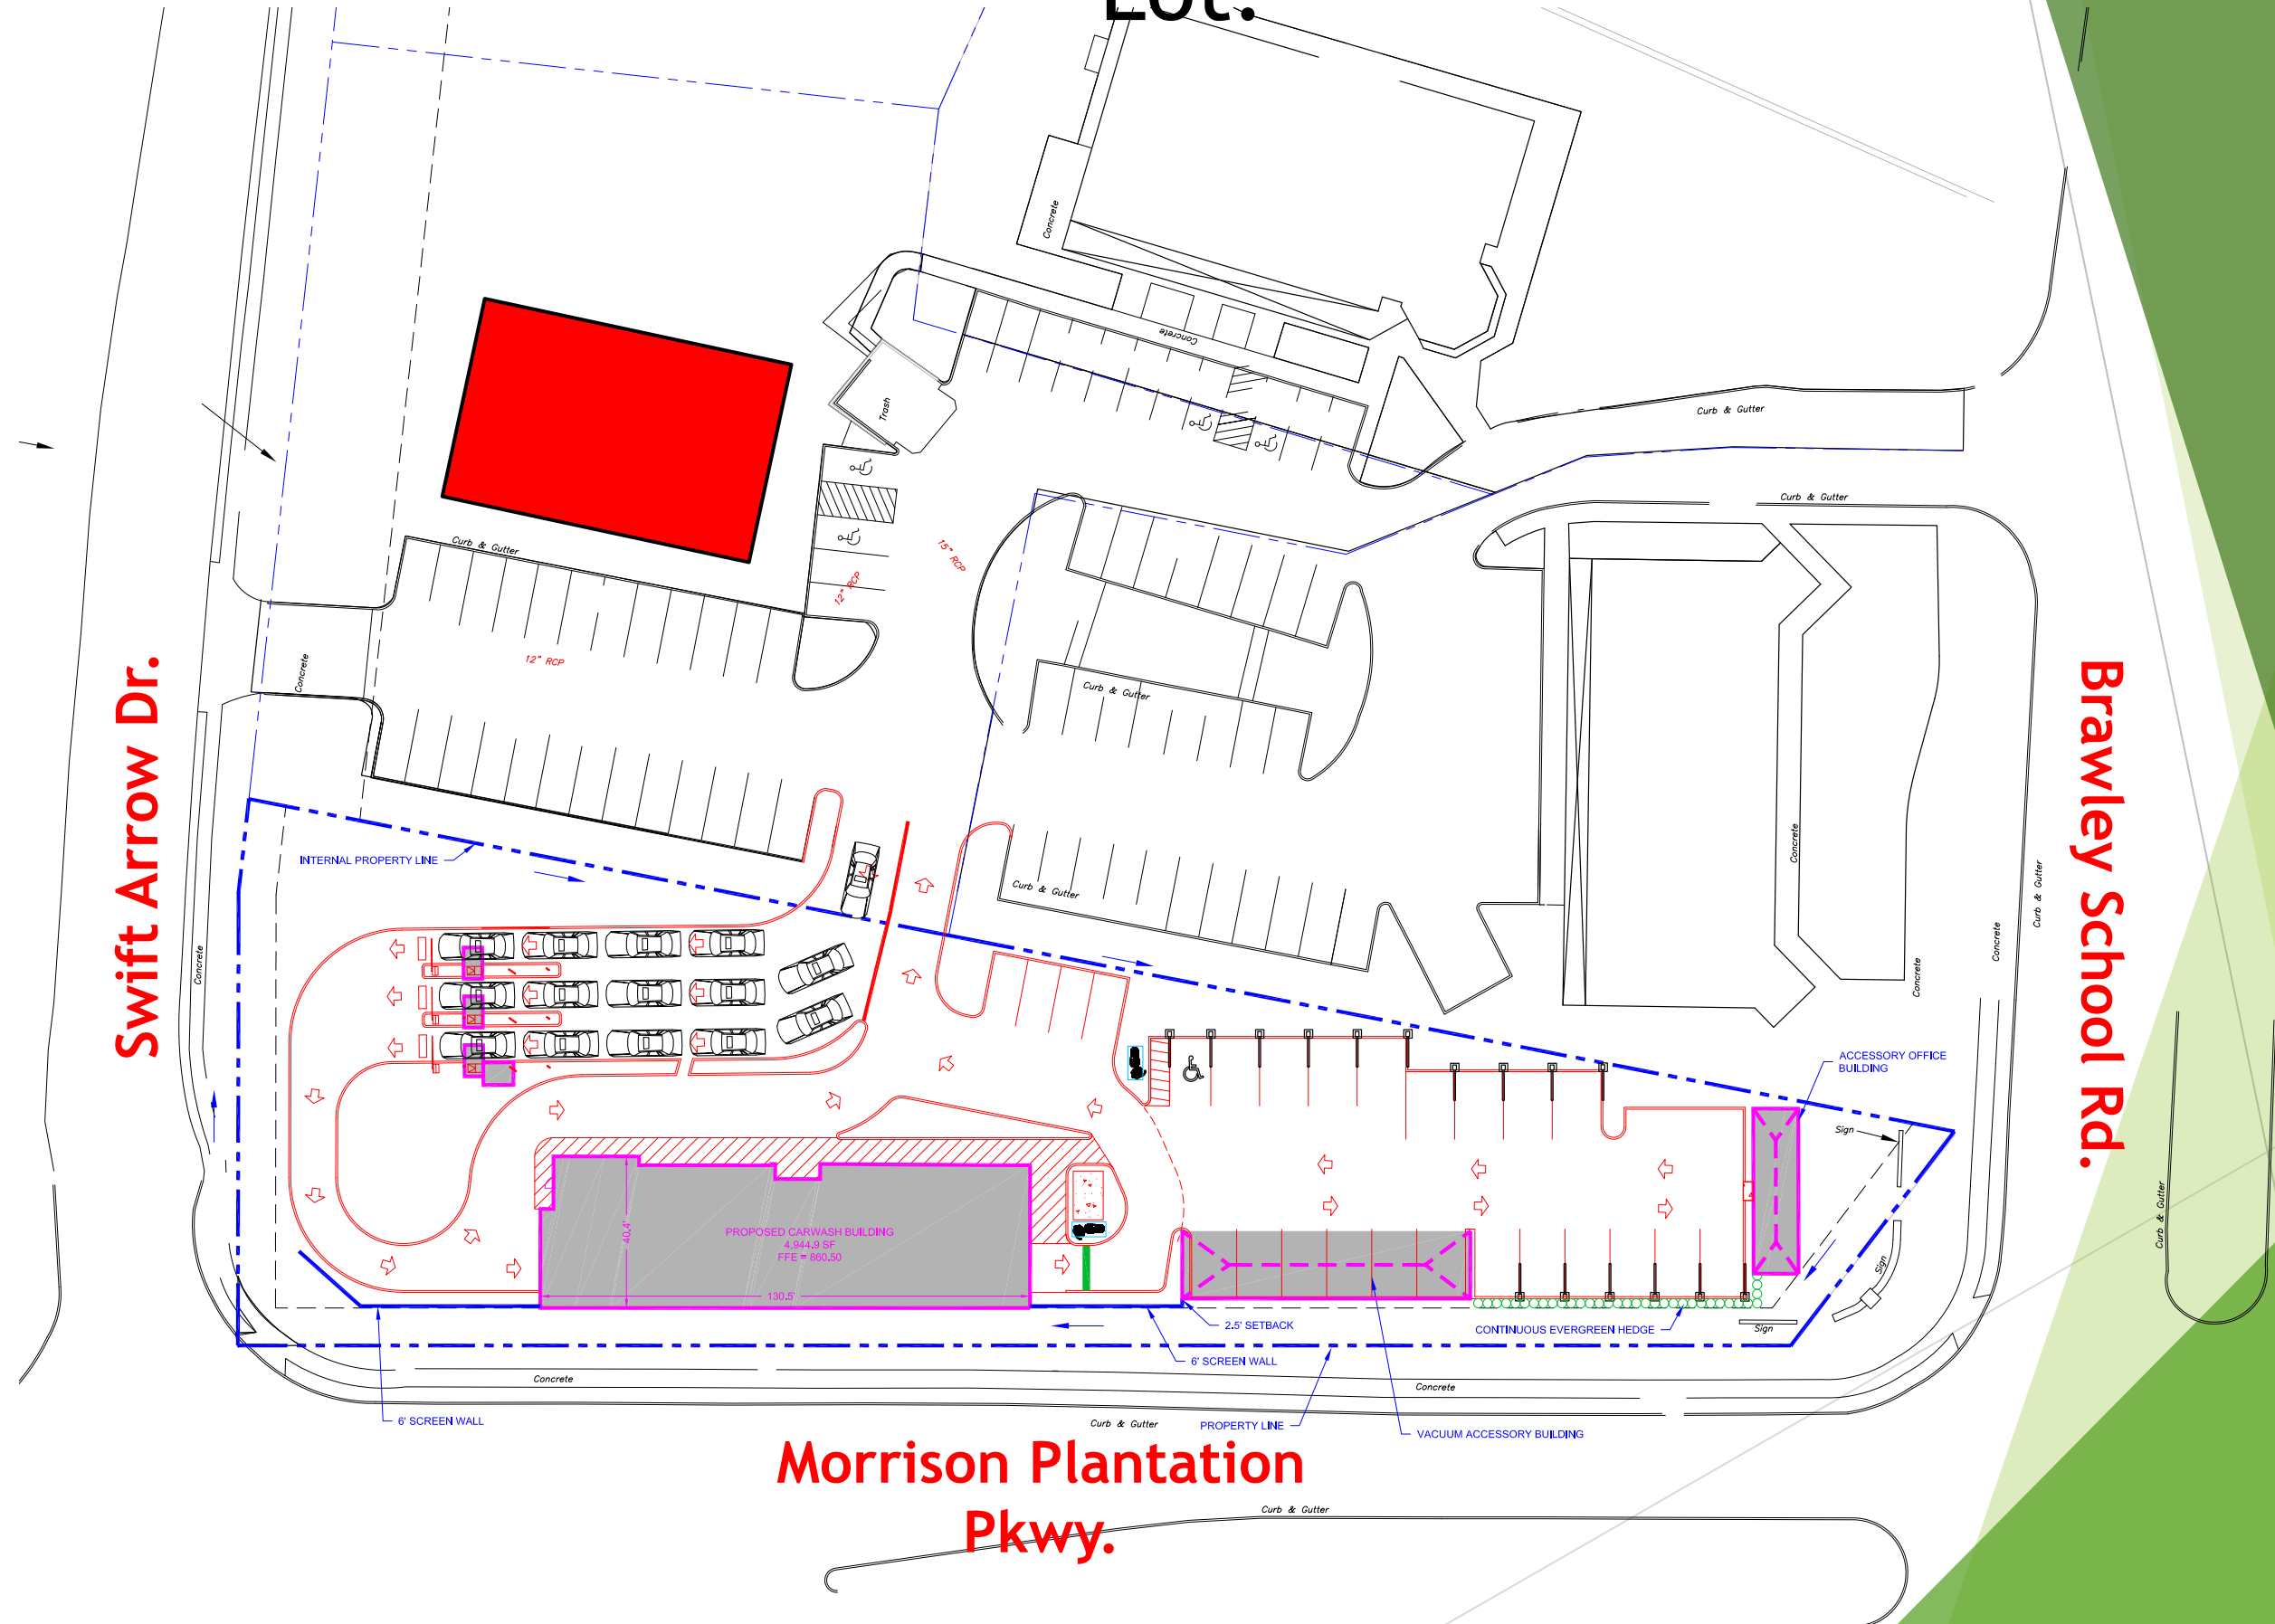 Lot.
Concrete
Concrete
Trash
Curb & Gutter
Curb & Gutter
Curb & Gutter
15" RCP
12" RCP
12" RCP
Concrete
Curb & Gutter
Curb & Gutter
Swift Arrow Dr.
Brawley School Rd.
INTERNAL PROPERTY LINE
Concrete
Curb & Gutter
Concrete
Concrete
Concrete
ACCESSORY OFFICE
BUILDING
Sign
Sign
Sign
Curb & Gutter
PROPOSED CARWASH BUILDING
4,944.9 SF
FFE = 860.50
40.4'
130.5'
2.5' SETBACK
CONTINUOUS EVERGREEN HEDGE
6' SCREEN WALL
Concrete
Concrete
6' SCREEN WALL
Curb & Gutter
PROPERTY LINE
VACUUM ACCESSORY BUILDING
Morrison Plantation
Pkwy.
Curb & Gutter